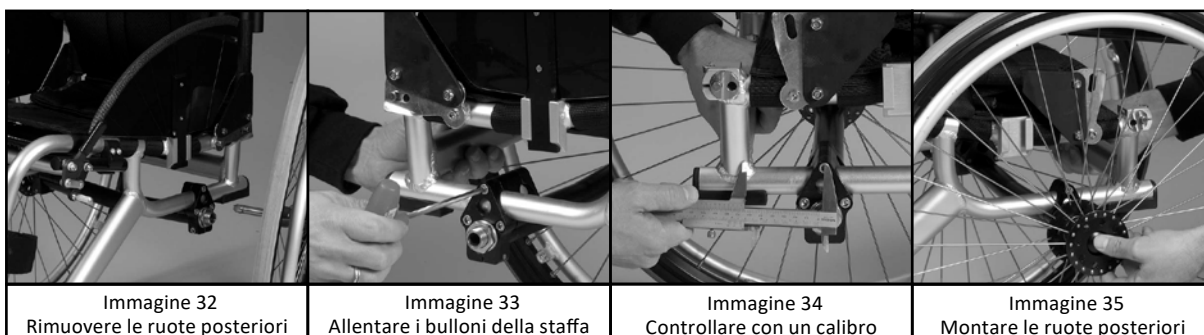 Immagine 32
Rimuovere le ruote posteriori
Immagine 33
Allentare i bulloni della staffa
Immagine 34
Controllare con un calibro
Immagine 35
Montare le ruote posteriori